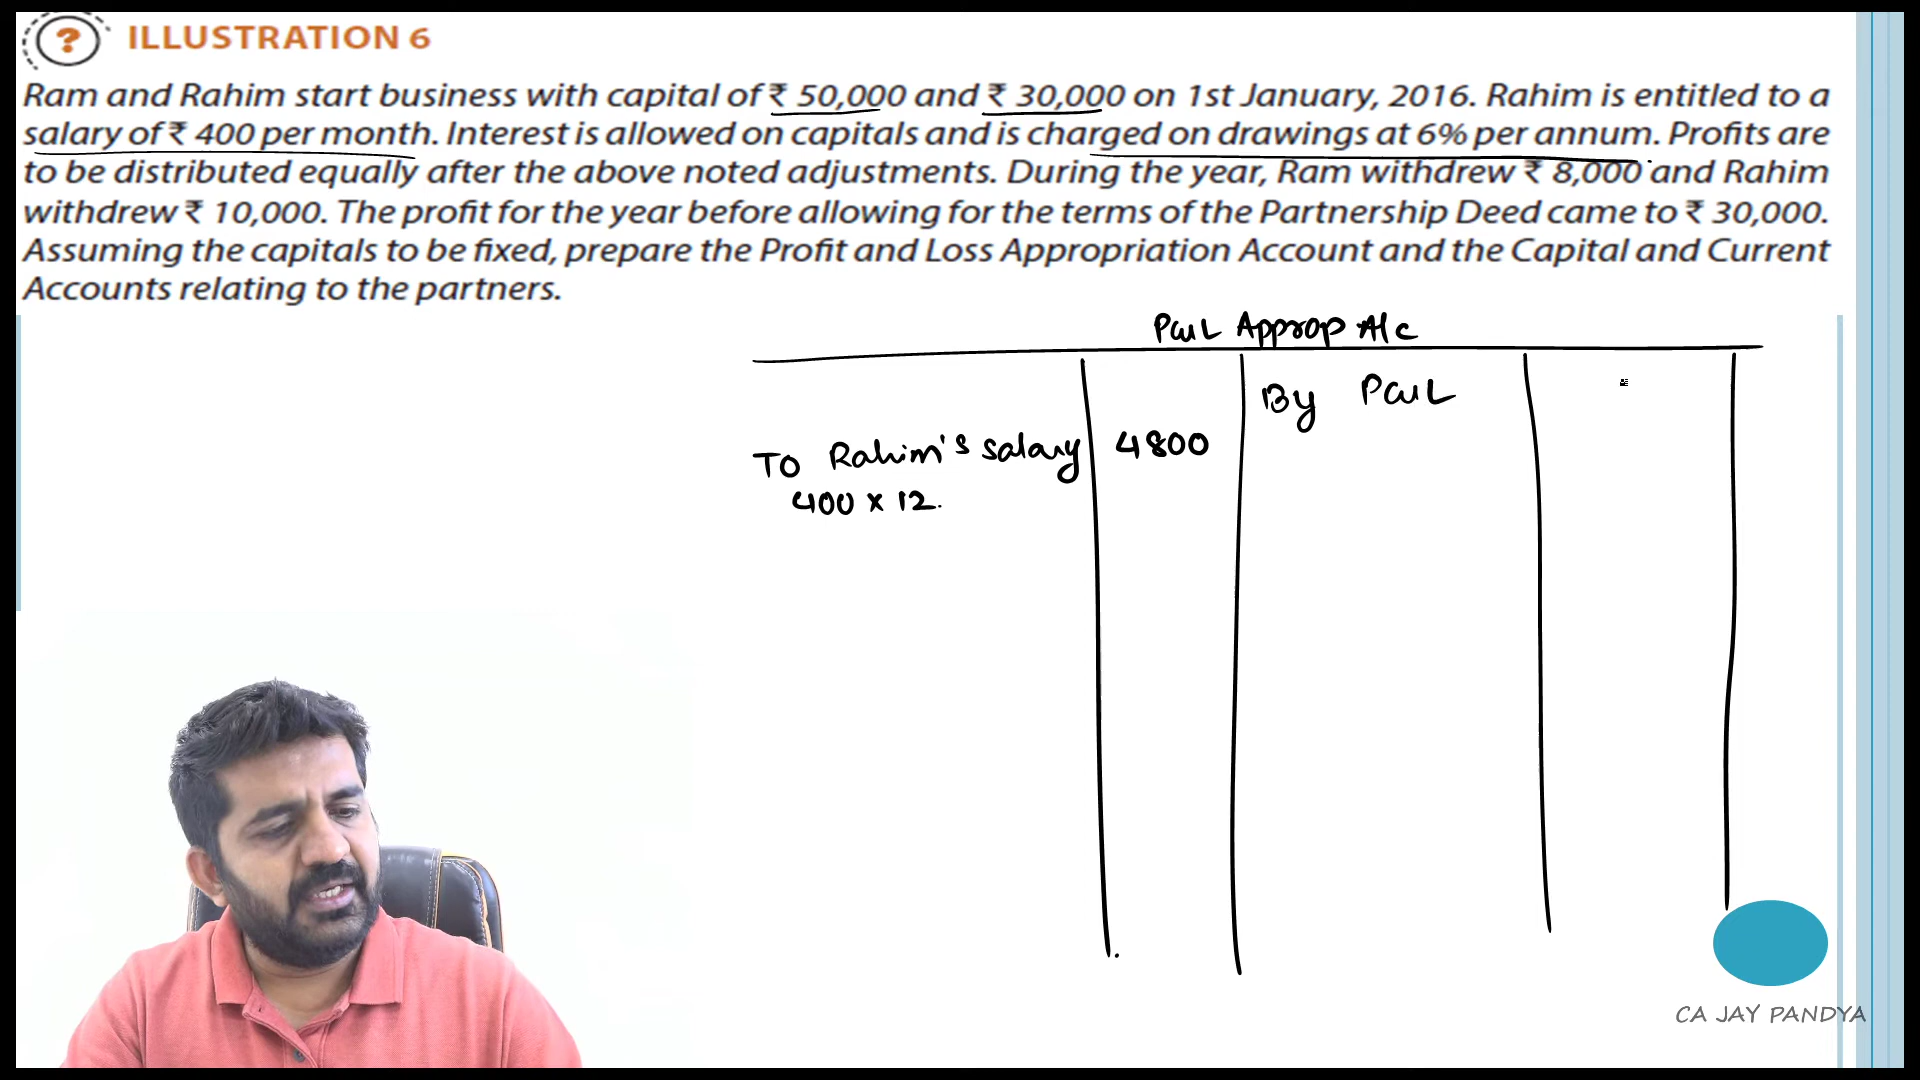 ?
ILLUSTRATION 6
Ram and Rahim start business with capital of ₹ 50,000 and ₹ 30,000 on 1st January, 2016. Rahim is entitled to a
salary of ₹ 400 per month. Interest is allowed on capitals and is charged on drawings at 6% per annum. Profits are
to be distributed equally after the above noted adjustments. During the year, Ram withdrew ₹ 8,000 and Rahim
withdrew ₹ 10,000. The profit for the year before allowing for the terms of the Partnership Deed came to ₹ 30,000.
Assuming the capitals to be fixed, prepare the Profit and Loss Appropriation Account and the Capital and Current
Accounts relating to the partners.
P&L Approp A/c
By P&L
To Rahim's salary 4800
400 x 12.
CA JAY PANDYA